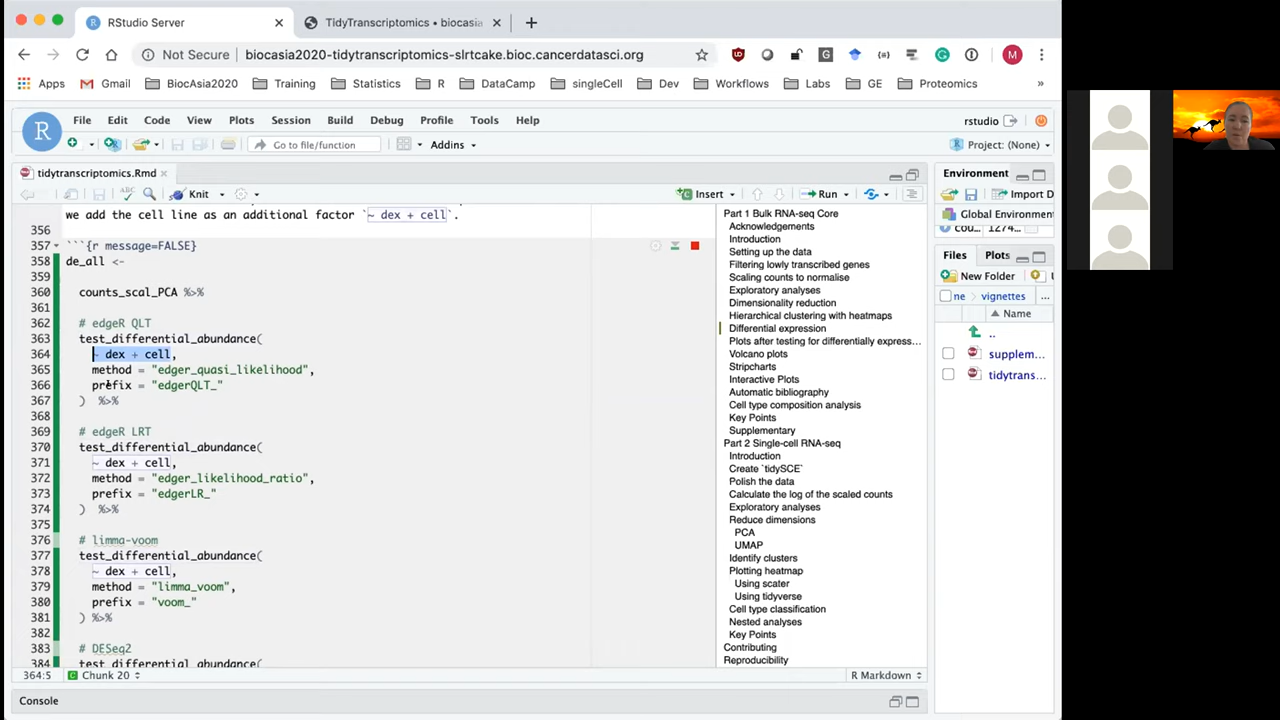 RStudio Server
TidyTranscriptomics • biocasia
Not Secure
biocasia2020-tidytranscriptomics-slrtcake.bioc.cancerdatasci.org
M
Apps
Gmail
BiocAsia2020
Training
Statistics
R
DataCamp
singleCell
Dev
Workflows
Labs
GE
Proteomics
»
R
File
Edit
Code
View
Plots
Session
Build
Debug
Profile
Tools
Help
rstudio
Go to file/function
Addins
Project: (None)
tidytranscriptomics.Rmd
ABC
Knit
Insert
Run
we add the cell line as an additional factor `~ dex + cell`.
356
357 ```{r message=FALSE}
358 de_all <-
359
360 counts_scal_PCA %>%
361
362 # edgeR QLT
363 test_differential_abundance(
364 ~ dex + cell,
365 method = "edger_quasi_likelihood",
366 prefix = "edgerQLT_"
367 ) %>%
368
369 # edgeR LRT
370 test_differential_abundance(
371 ~ dex + cell,
372 method = "edger_likelihood_ratio",
373 prefix = "edgerLR_"
374 ) %>%
375
376 # limma-voom
377 test_differential_abundance(
378 ~ dex + cell,
379 method = "limma_voom",
380 prefix = "voom_"
381 ) %>%
382
383 # DESeq2
384 test_differential_abundance(
364:5
Chunk 20
R Markdown
Console
Part 1 Bulk RNA-seq Core
Acknowledgements
Introduction
Setting up the data
Filtering lowly transcribed genes
Scaling counts to normalise
Exploratory analyses
Dimensionality reduction
Hierarchical clustering with heatmaps
Differential expression
Plots after testing for differentially express...
Volcano plots
Stripcharts
Interactive Plots
Automatic bibliography
Cell type composition analysis
Key Points
Supplementary
Part 2 Single-cell RNA-seq
Introduction
Create `tidySCE`
Polish the data
Calculate the log of the scaled counts
Exploratory analyses
Reduce dimensions
PCA
UMAP
Identify clusters
Plotting heatmap
Using scater
Using tidyverse
Cell type classification
Nested analyses
Key Points
Contributing
Reproducibility
Environment
Import D
Global Environment
cou… 1274…
Files
Plots
New Folder
ne
vignettes
...
Name
..
supplem...
tidytrans...